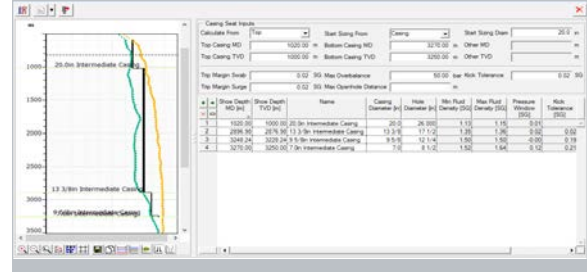 m
Casing Seat Inputs
Calculate From Top Start Sizing From Casing Start Sizing Diam 20.0 in
Top Casing MD 1020.00 m Bottom Casing MD 3270.00 m Other MD m
Top Casing TVD 1000.00 m Bottom Casing TVD 3250.00 m Other TVD m
Top Margin Swab 0.02 SG Max Overbalance 50.00 bar Kick Tolerance 0.02 SG
Top Margin Surge 0.02 SG Max Openhole Distance m
Shoe Depth MD [m] Shoe Depth TVD [m] Name Casing Diameter [in] Hole Diameter [in] Min Fluid Density [SG] Max Fluid Density [SG] Pressure Window [SG] Kick Tolerance [SG]
1 1020.00 1000.00 20.0in Intermediate Casing 20.0 26.000 1.13 1.15 0.01
2 2896.98 2876.98 13 3/8in Intermediate Casing 13 3/8 17 1/2 1.35 1.36 0.02 0.02
3 3249.24 3229.24 9 5/8in Intermediate Casing 9 5/8 12 1/4 1.50 1.52 -0.00 0.19
4 3270.00 3250.00 7.0in Intermediate Casing 7.0 8 1/2 1.52 1.64 0.12 0.21
1000
20.0in Intermediate Casing
1500
2000
2500
13 3/8in Intermediate Casing
3000
3500